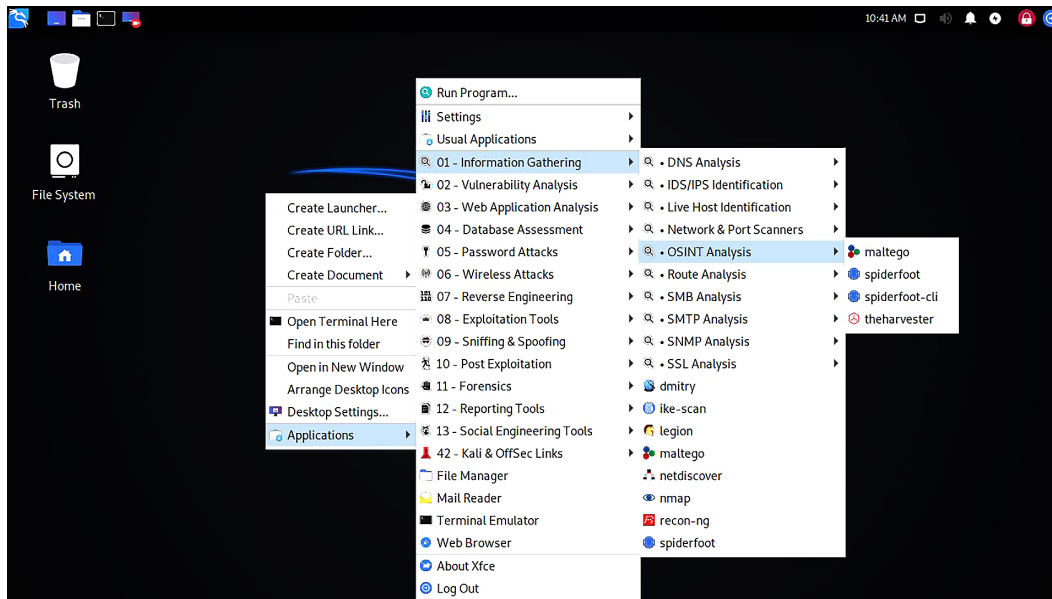 10:41 AM
Trash
File System
Home
Create Launcher...
Create URL Link...
Create Folder...
Create Document
Paste
Open Terminal Here
Find in this folder
Open in New Window
Arrange Desktop Icons
Desktop Settings...
Applications
Run Program...
Settings
Usual Applications
01 - Information Gathering
02 - Vulnerability Analysis
03 - Web Application Analysis
04 - Database Assessment
05 - Password Attacks
06 - Wireless Attacks
07 - Reverse Engineering
08 - Exploitation Tools
09 - Sniffing & Spoofing
10 - Post Exploitation
11 - Forensics
12 - Reporting Tools
13 - Social Engineering Tools
42 - Kali & OffSec Links
File Manager
Mail Reader
Terminal Emulator
Web Browser
About Xfce
Log Out
• DNS Analysis
• IDS/IPS Identification
• Live Host Identification
• Network & Port Scanners
• OSINT Analysis
• Route Analysis
• SMB Analysis
• SMTP Analysis
• SNMP Analysis
• SSL Analysis
dmitry
ike-scan
legion
maltego
netdiscover
nmap
recon-ng
spiderfoot
maltego
spiderfoot
spiderfoot-cli
theharvester